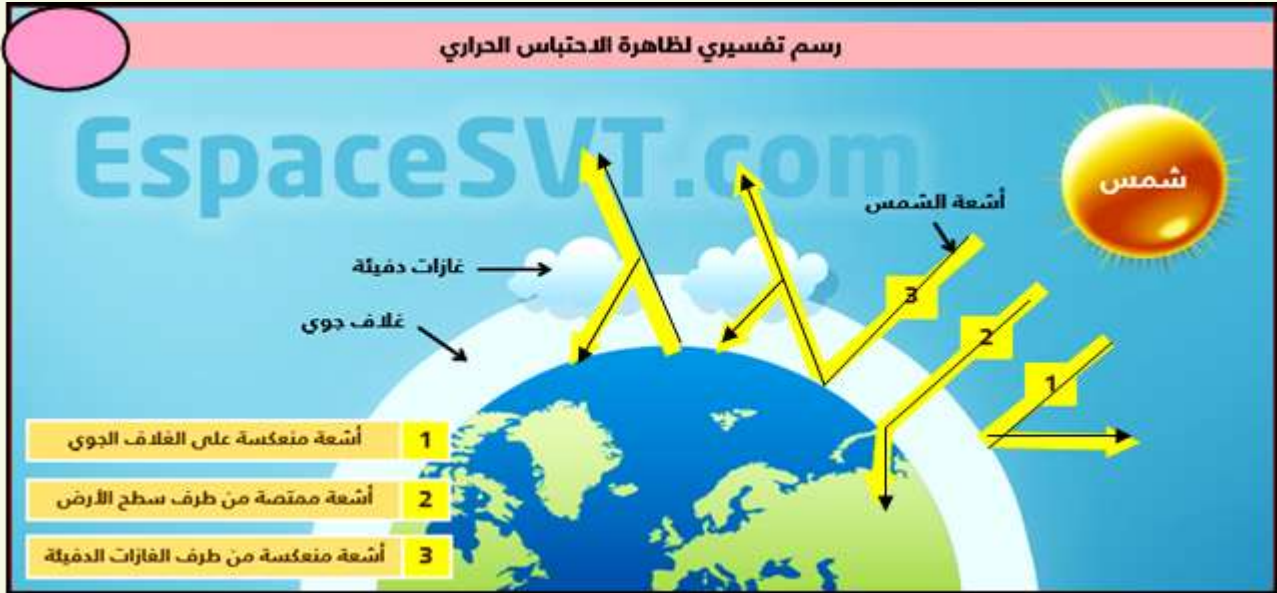 رسم تفسيري لظاهرة الاحتباس الحراري
EspaceSVT.com
شمس
أشعة الشمس
غازات دفيئة
غلاف جوي
3
2
1
1 أشعة منعكسة على الغلاف الجوي
2 أشعة ممتصة من طرف سطح الأرض
3 أشعة منعكسة من طرف الغازات الدفيئة